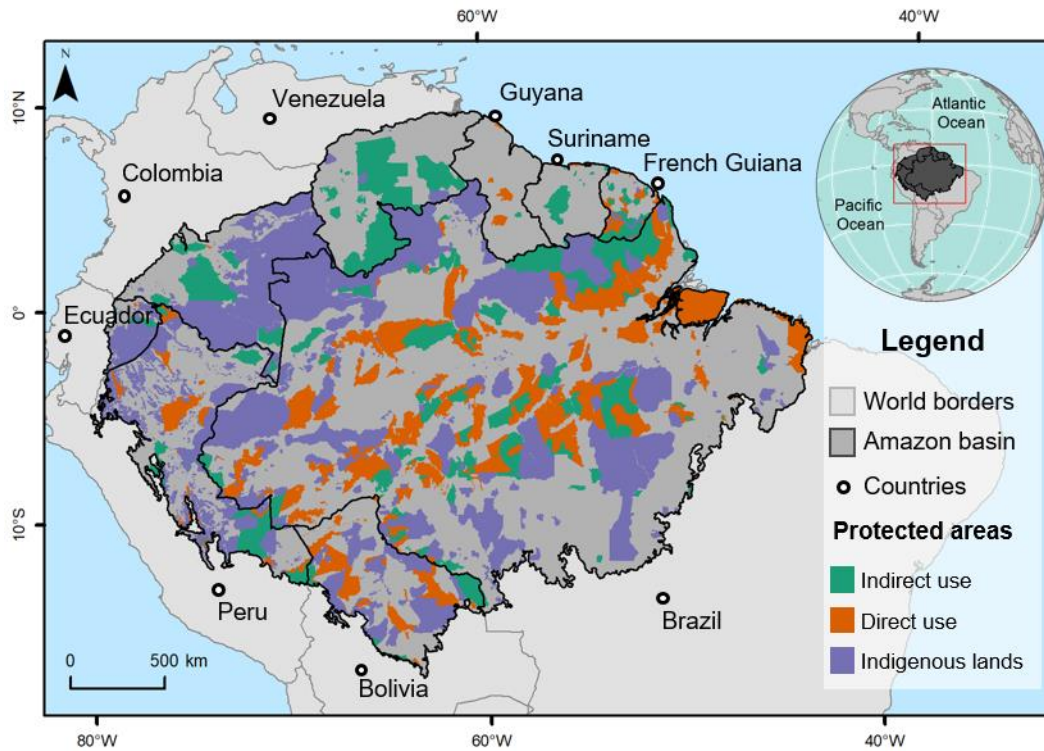 60°W
40°W
N
10°N
0°
10°S
Venezuela
Guyana
Suriname
French Guiana
Colombia
Ecuador
Peru
Bolivia
Brazil
0
500 km
Atlantic
Ocean
Pacific
Ocean
Legend
World borders
Amazon basin
Countries
Protected areas
Indirect use
Direct use
Indigenous lands
80°W
60°W
40°W